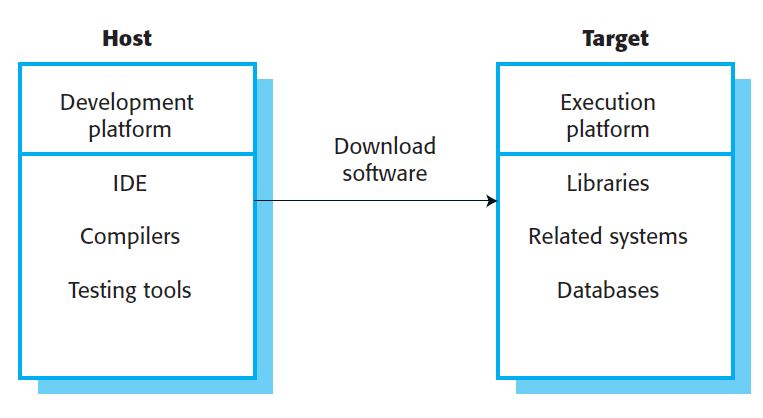 Host
Development
platform
IDE
Compilers
Testing tools
Download
software
Target
Execution
platform
Libraries
Related systems
Databases